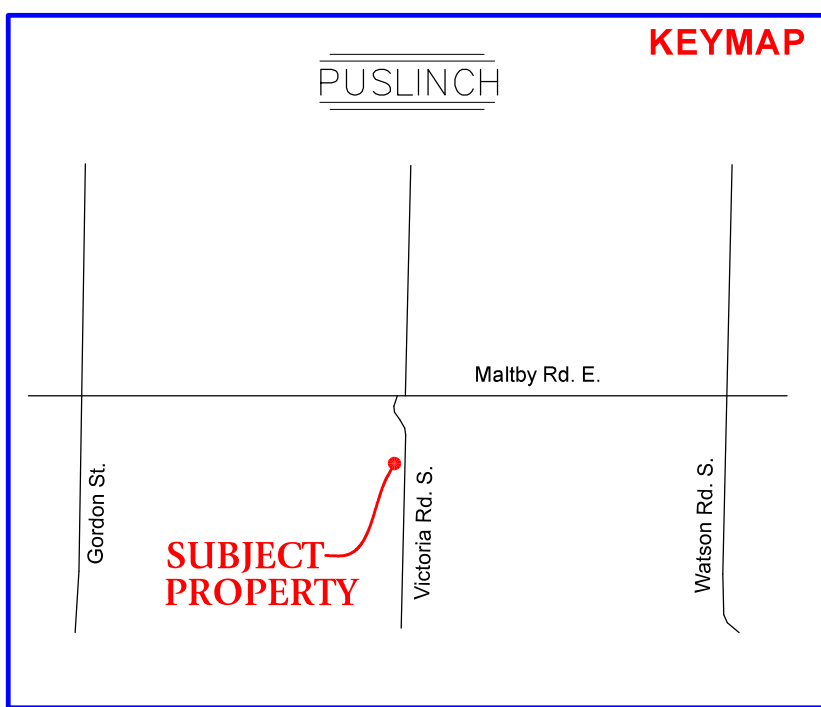 KEYMAP
PUSLINCH
Maltby Rd. E.
Gordon St.
Victoria Rd. S.
Watson Rd. S.
SUBJECT
PROPERTY